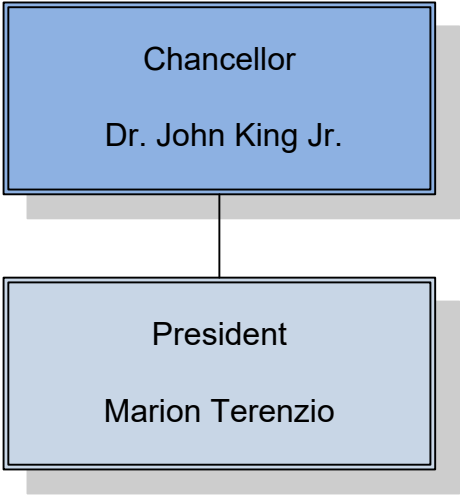 Chancellor
Dr. John King Jr.
President
Marion Terenzio